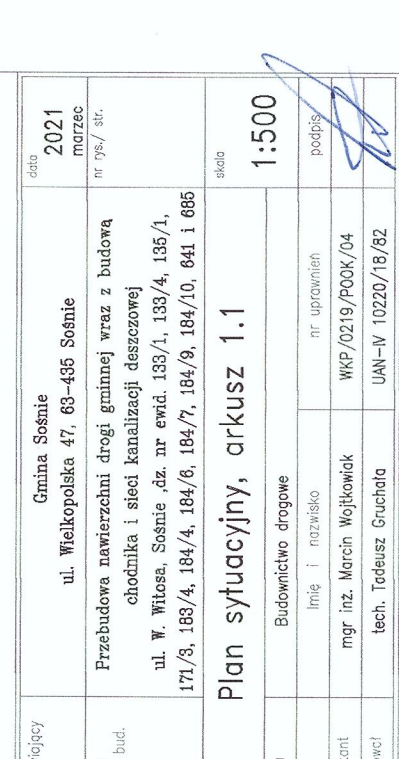 iający
Gmina Sośnie
ul. Wielkopolska 47, 63-435 Sośnie
data
2021
marzec
bud.
Przebudowa nawierzchni drogi gminnej wraz z budową
chodnika i sieci kanalizacji deszczowej
ul. W. Witosa, Sośnie ,dz. nr ewid. 133/1, 133/4, 135/1,
171/3, 183/4, 184/4, 184/6, 184/7, 184/9, 184/10, 641 i 685
nr rys./ str.
Plan sytuacyjny, arkusz 1.1
skala
1:500
Budownictwo drogowe
Imię i nazwisko
nr uprawnien
podpis
ant
mgr inż. Marcin Wojtkowiak
WKP/0219/POOK/04
wał
tech. Tadeusz Gruchała
UAN-IV 10220/18/82